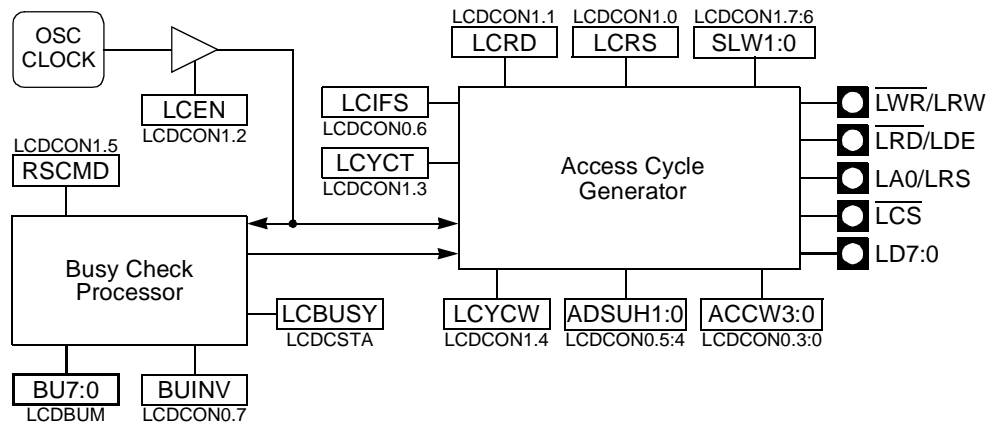 OSC
CLOCK
LCEN
LCDCON1.2
LCDCON1.5
RSCMD
Busy Check
Processor
BU7:0
LCDBUM
BUINV
LCDCON0.7
LCBUSY
LCDCSTA
LCIFS
LCDCON0.6
LCYCT
LCDCON1.3
LCDCON1.1
LCRD
LCDCON1.0
LCRS
LCDCON1.7:6
SLW1:0
Access Cycle
Generator
LCYCW
LCDCON1.4
ADSUH1:0
LCDCON0.5:4
ACCW3:0
LCDCON0.3:0
LWR/LRW
LRD/LDE
LA0/LRS
LCS
LD7:0